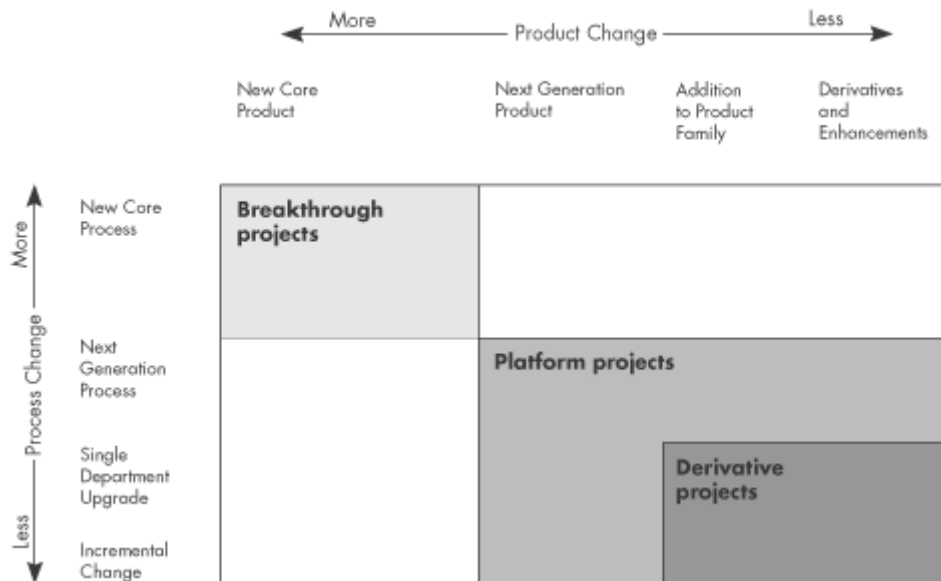 More
Product Change
Less
New Core
Product
Next Generation
Product
Addition
to Product
Family
Derivatives
and
Enhancements
More
Process Change
Less
New Core
Process
Next
Generation
Process
Single
Department
Upgrade
Incremental
Change
Breakthrough
projects
Platform projects
Derivative
projects